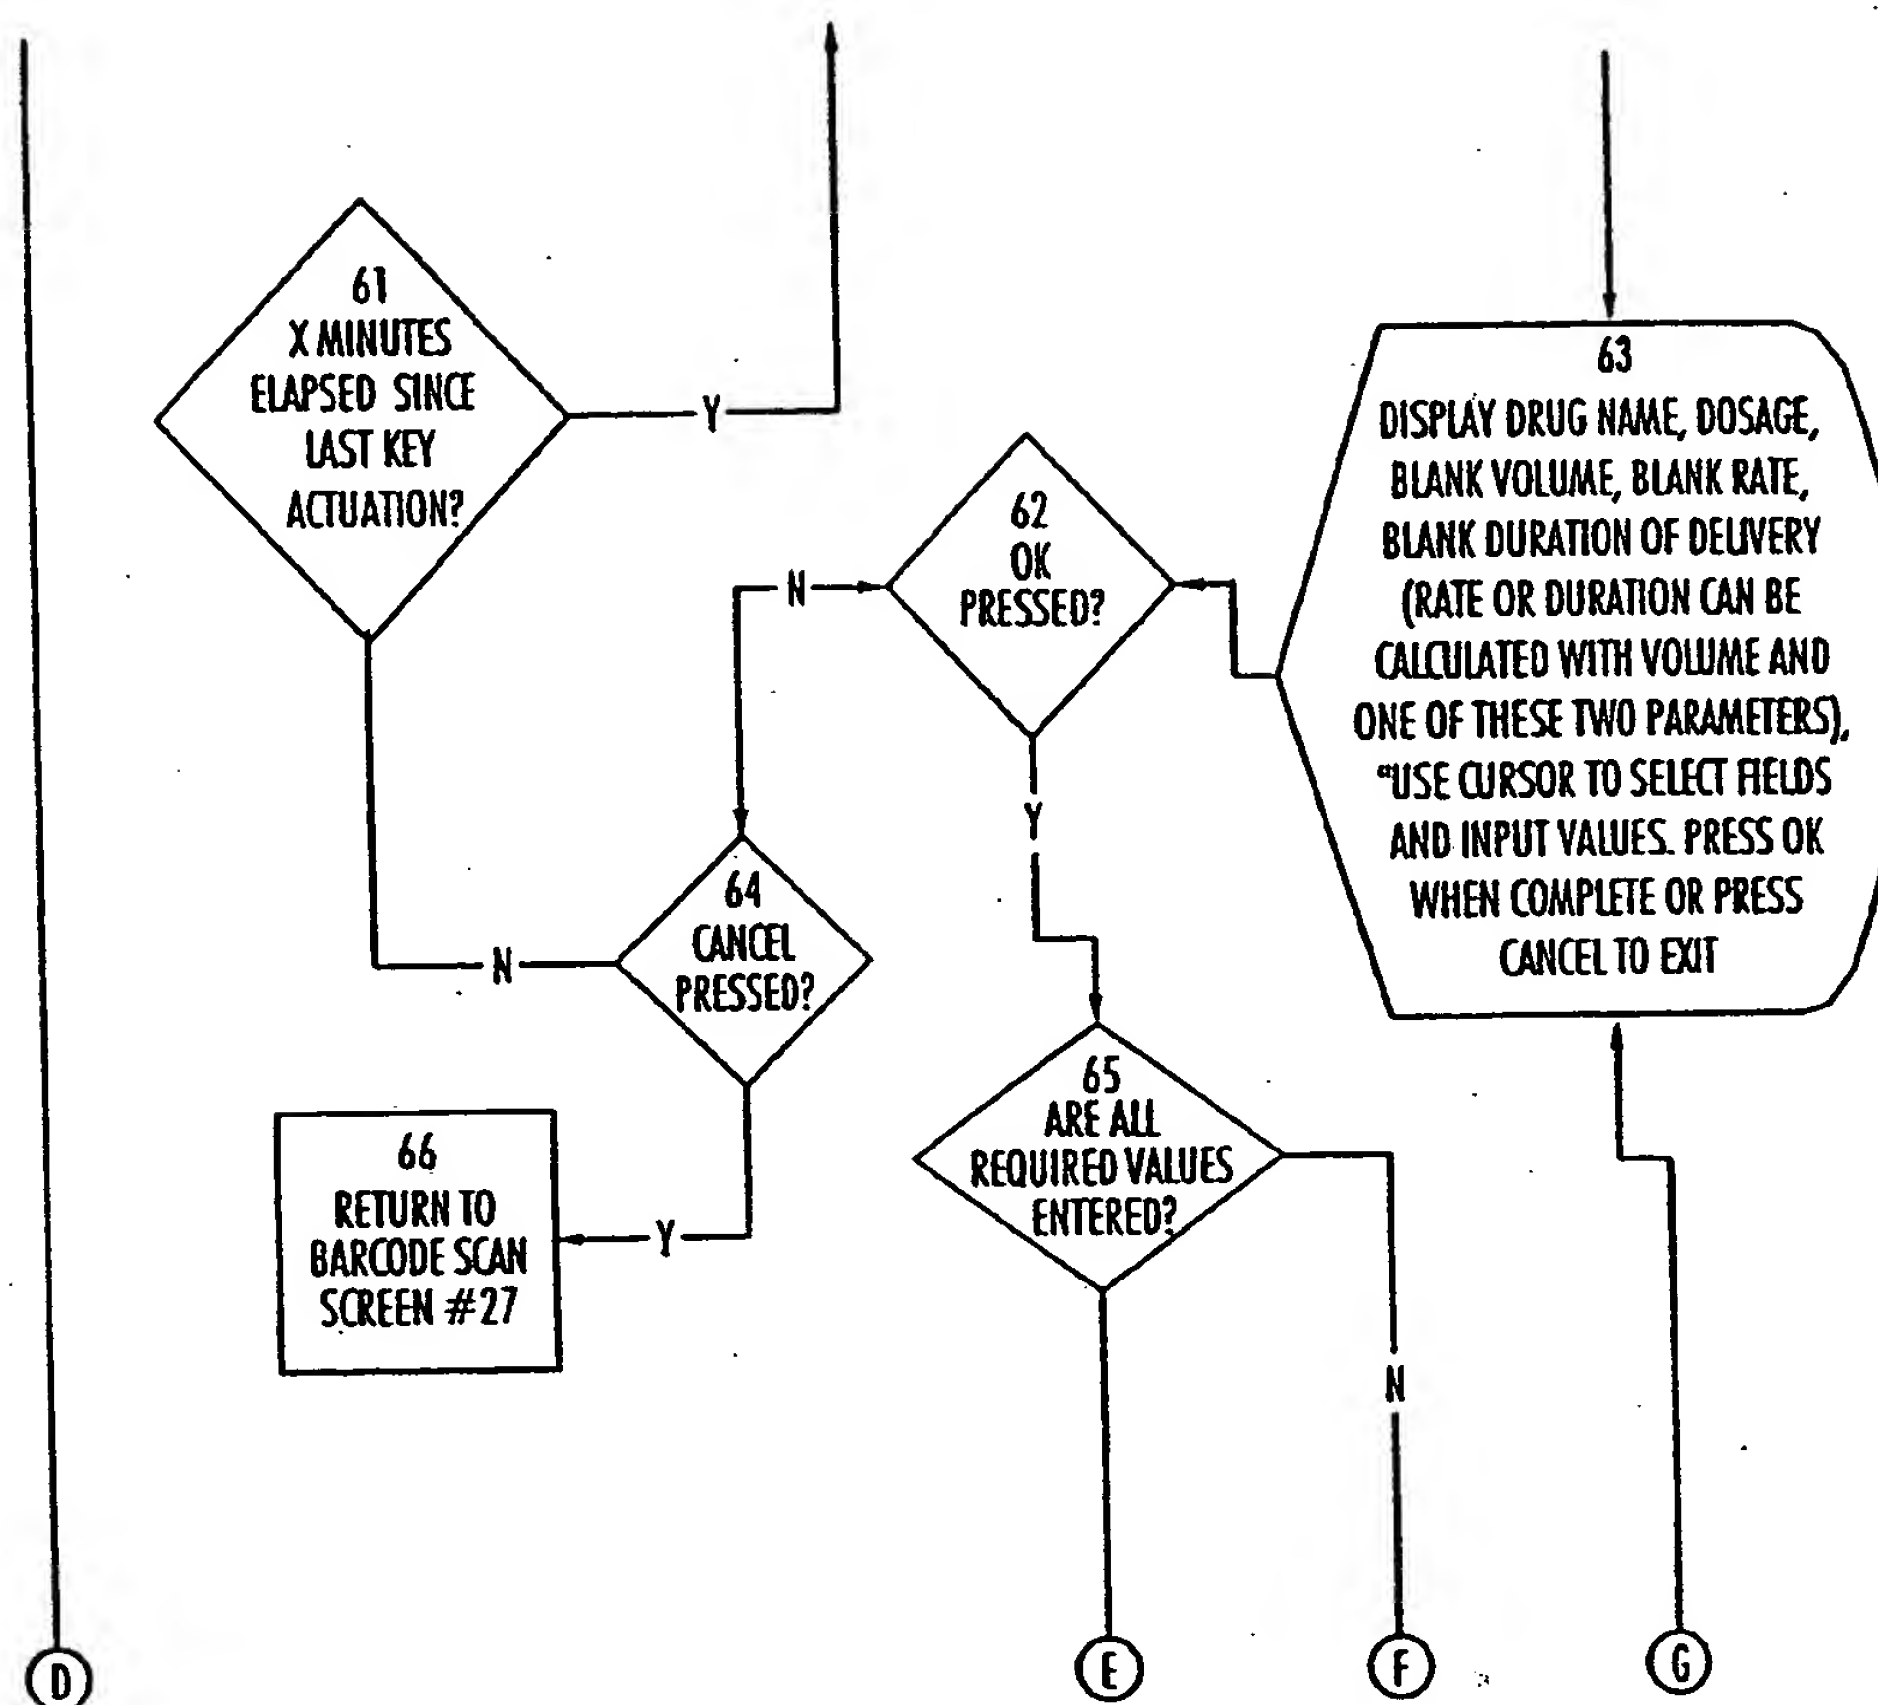 61
X MINUTES
ELAPSED SINCE
LAST KEY
ACTUATION?
Y
62
OK
PRESSED?
N
Y
63
DISPLAY DRUG NAME, DOSAGE,
BLANK VOLUME, BLANK RATE,
BLANK DURATION OF DELIVERY
(RATE OR DURATION CAN BE
CALCULATED WITH VOLUME AND
ONE OF THESE TWO PARAMETERS),
"USE CURSOR TO SELECT FIELDS
AND INPUT VALUES. PRESS OK
WHEN COMPLETE OR PRESS
CANCEL TO EXIT
64
CANCEL
PRESSED?
N
Y
65
ARE ALL
REQUIRED VALUES
ENTERED?
N
66
RETURN TO
BARCODE SCAN
SCREEN #27
D
E
F
G